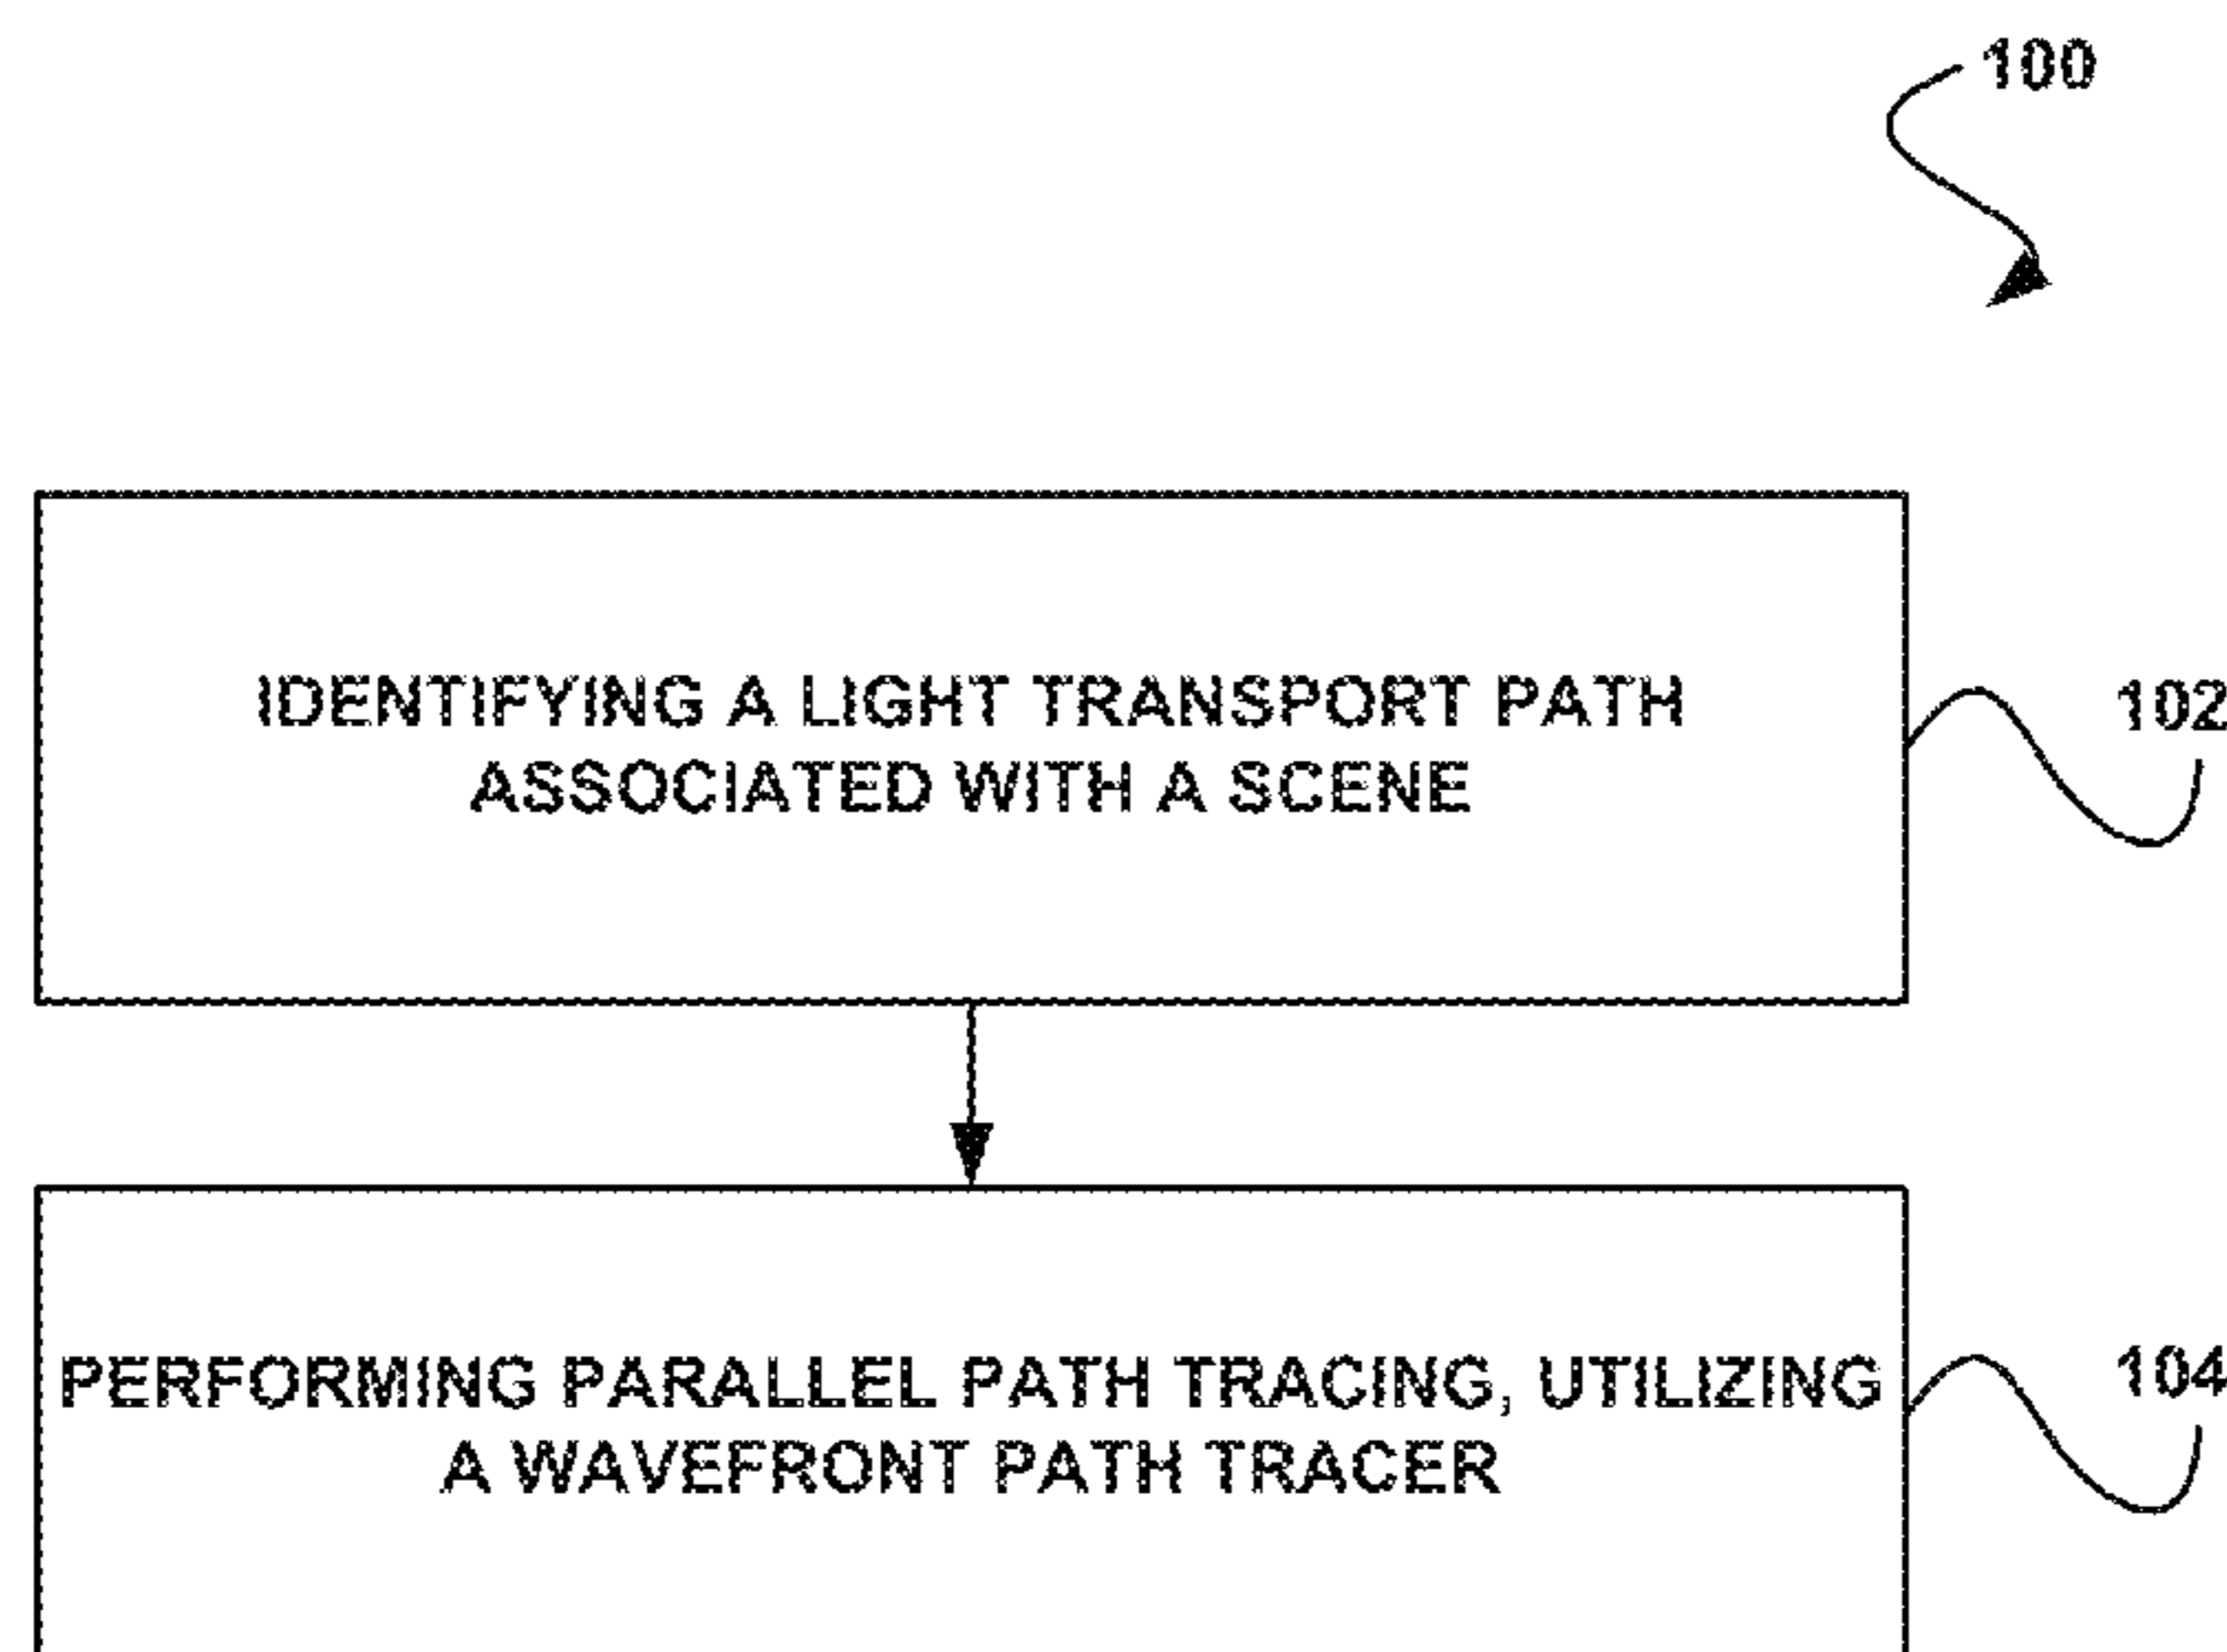 100
IDENTIFYING A LIGHT TRANSPORT PATH
ASSOCIATED WITH A SCENE
102
PERFORMING PARALLEL PATH TRACING, UTILIZING
A WAVEFRONT PATH TRACER
104